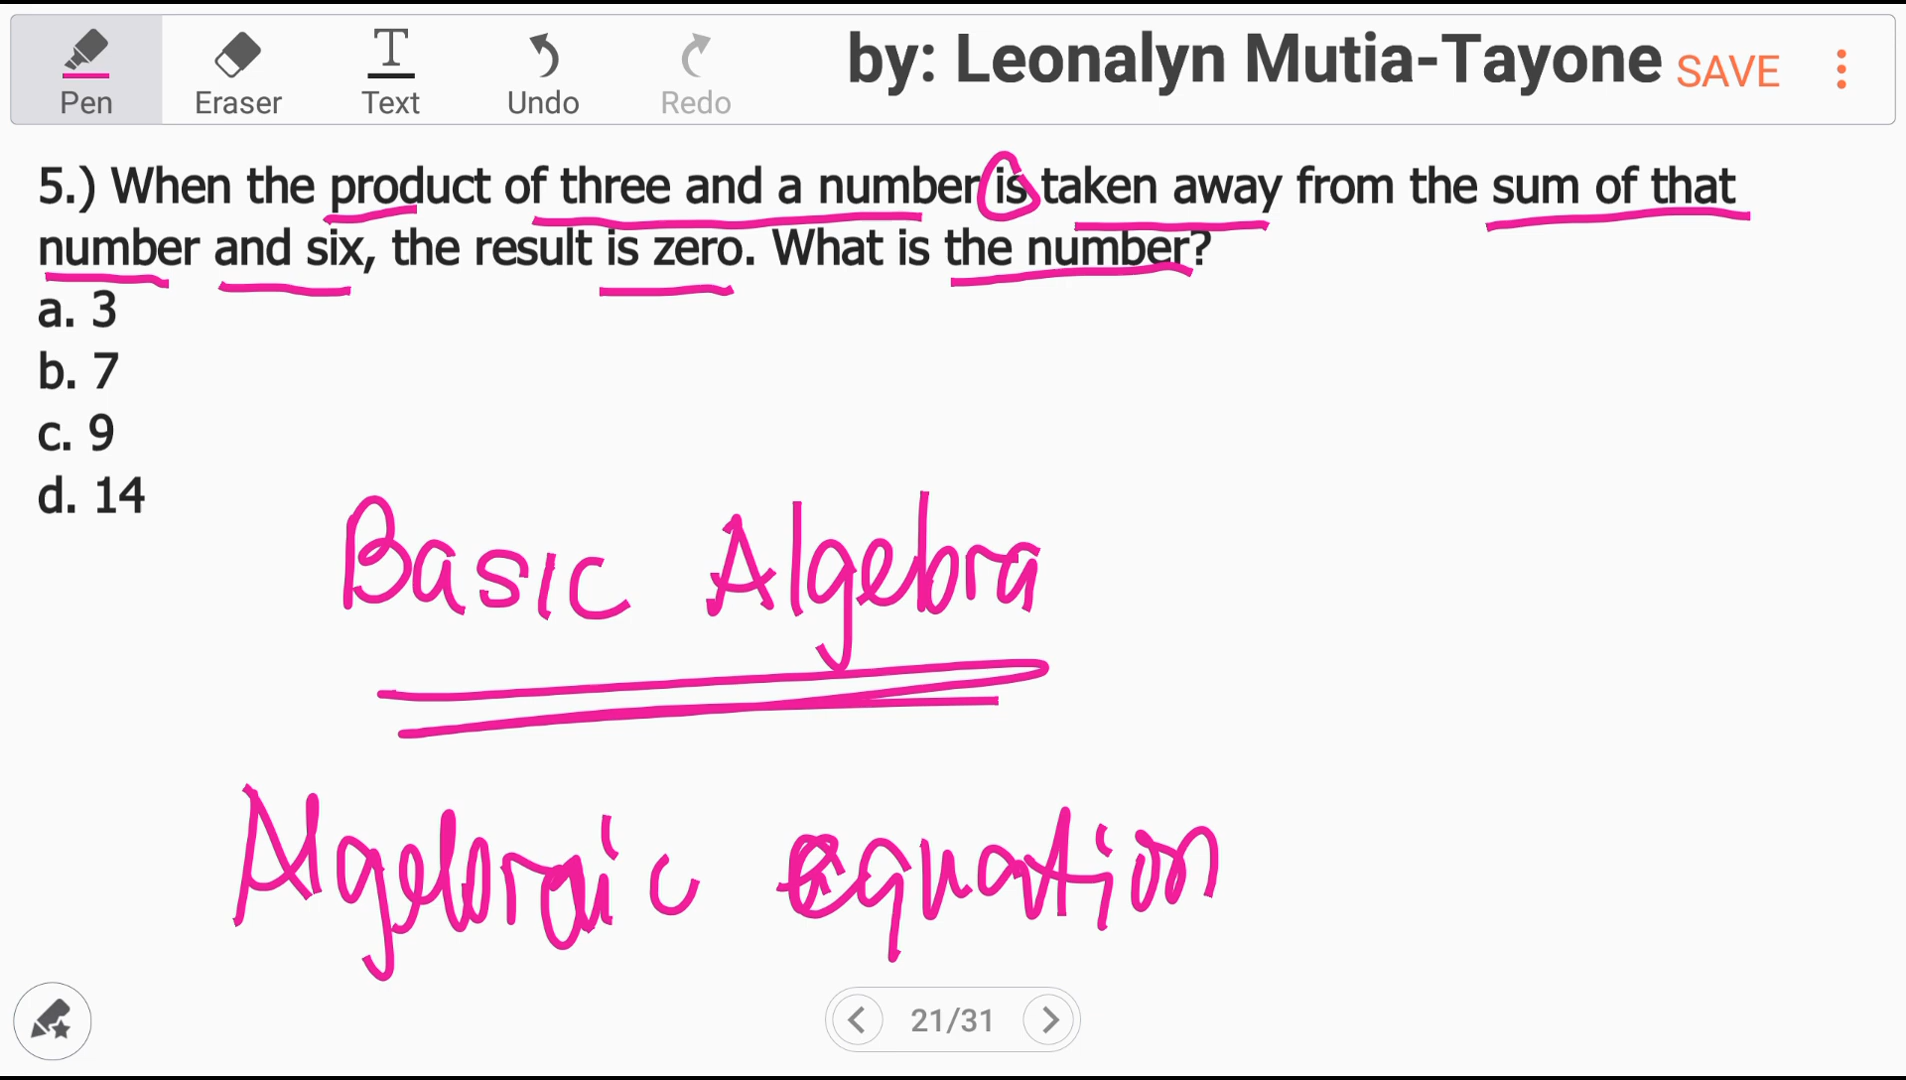 Pen Eraser Text Undo Redo by: Leonalyn Mutia-Tayone SAVE
5.) When the product of three and a number is taken away from the sum of that
number and six, the result is zero. What is the number?
a. 3
b. 7
c. 9
d. 14
Basic Algebra
Algebraic equation
21/31